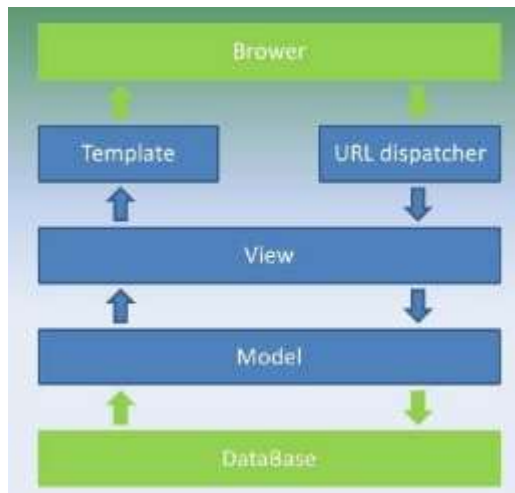 Brower
Template
URL dispatcher
View
Model
DataBase